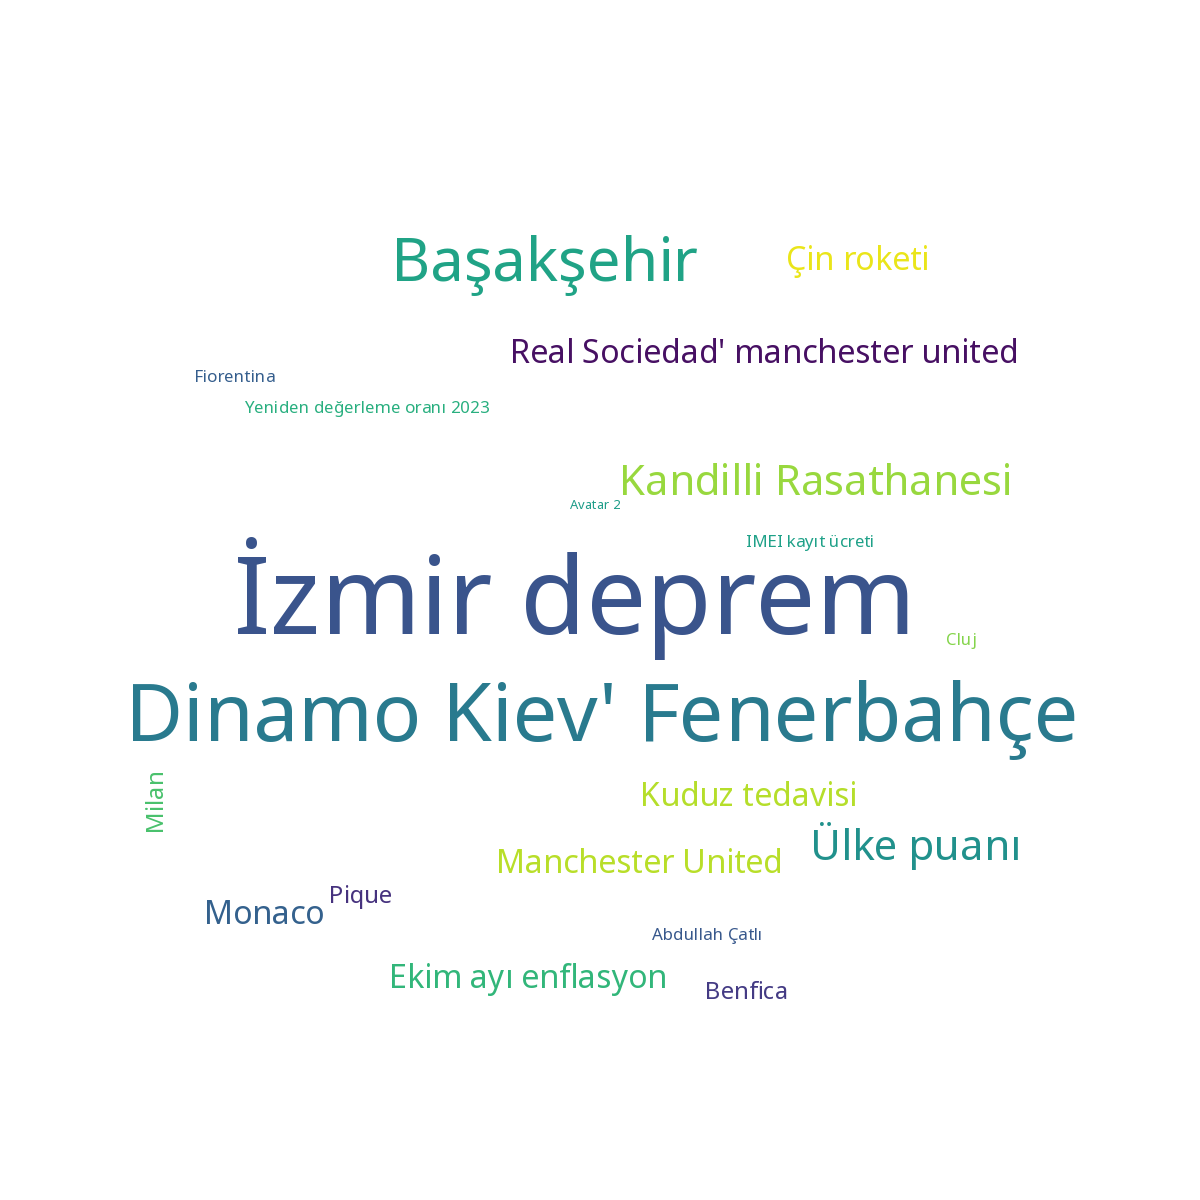 Başakşehir
Çin roketi
Real Sociedad' manchester united
Fiorentina
Yeniden değerleme oranı 2023
Kandilli Rasathanesi
Avatar 2
IMEI kayıt ücreti
İzmir deprem
Cluj
Dinamo Kiev' Fenerbahçe
Milan
Kuduz tedavisi
Ülke puanı
Manchester United
Pique
Monaco
Abdullah Çatlı
Ekim ayı enflasyon
Benfica